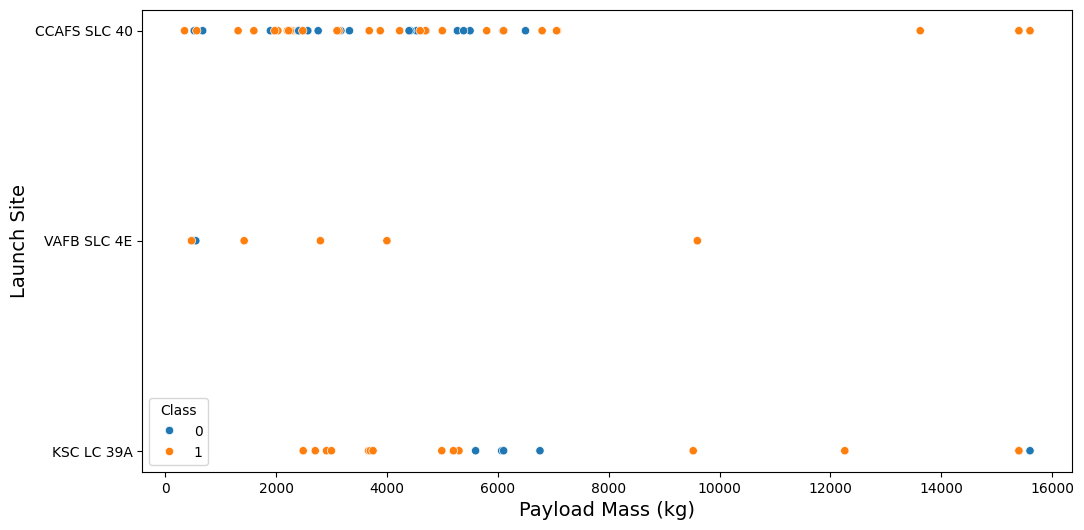 CCAFS SLC 40
VAFB SLC 4E
KSC LC 39A
Launch Site
Class
0
1
0 2000 4000 6000 8000 10000 12000 14000 16000
Payload Mass (kg)